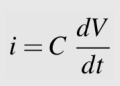 i = C dV/dt